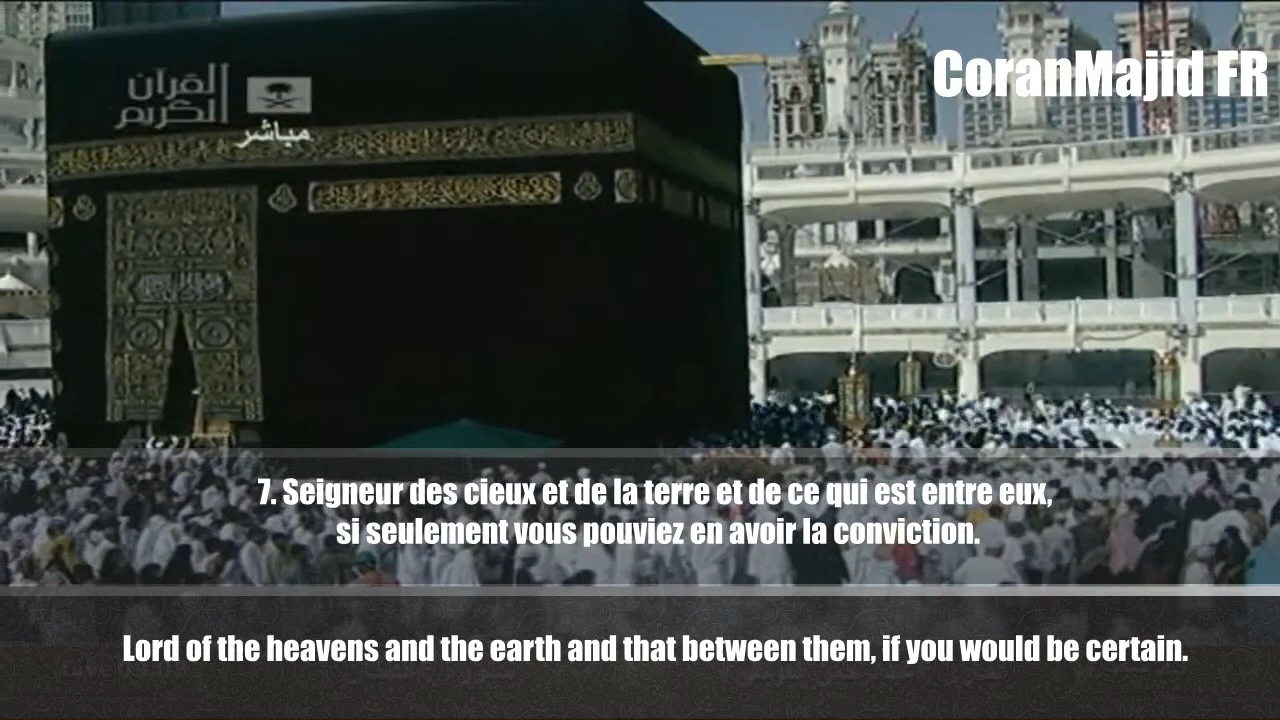 القرآن
الكريم
مباشر
CoranMajid FR
7. Seigneur des cieux et de la terre et de ce qui est entre eux,
si seulement vous pouviez en avoir la conviction.
Lord of the heavens and the earth and that between them, if you would be certain.